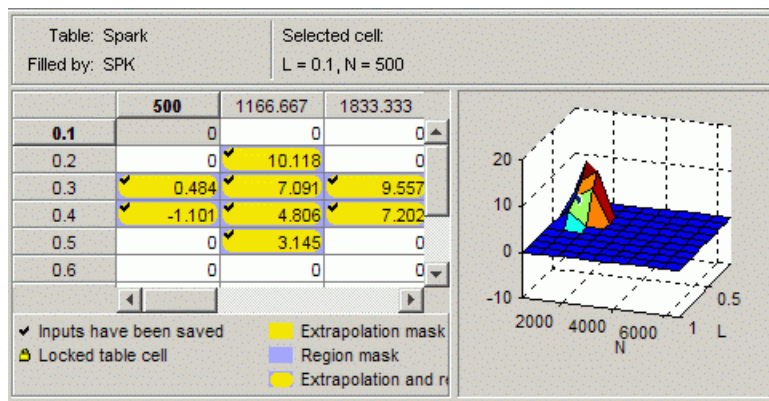 Table: Spark
Filled by: SPK
Selected cell:
L = 0.1, N = 500
500 1166.667 1833.333
0.1 0 0 0
0.2 0 10.118 0
0.3 0.484 7.091 9.557
0.4 -1.101 4.806 7.202
0.5 0 3.145 0
0.6 0 0 0
Inputs have been saved
Locked table cell
Extrapolation mask
Region mask
Extrapolation and re
20
10
0
-10
2000 4000 6000
N
1 0.5
L